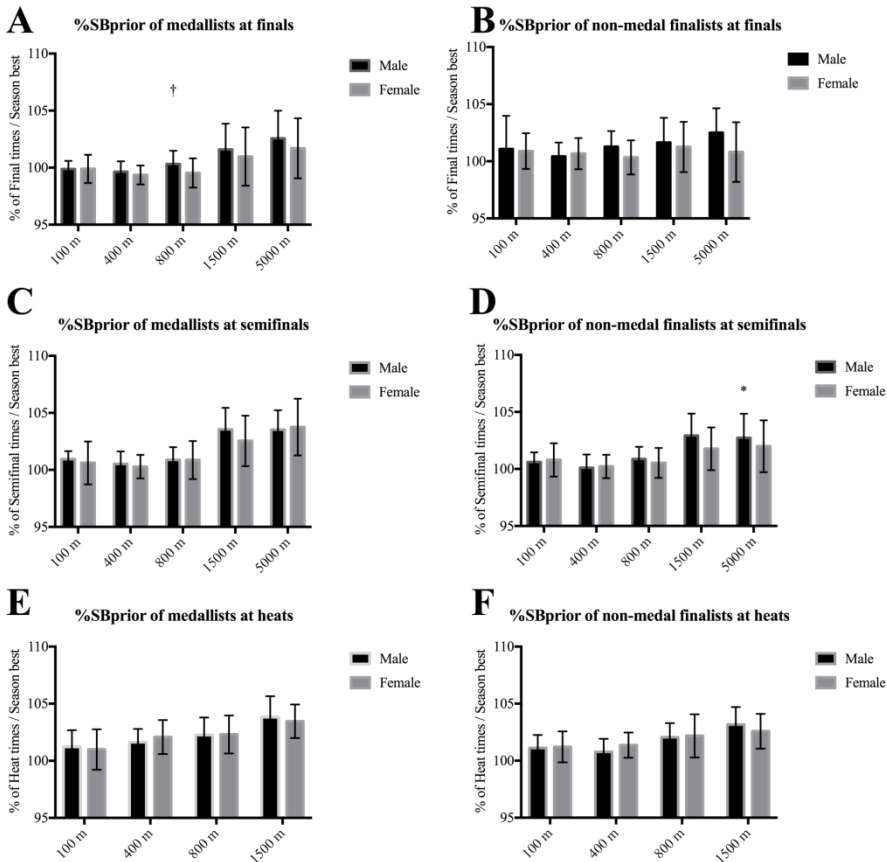 A
%SBprior of medallists at finals
% of Final times / Season best
110
105
100
95
†
Male
Female
100 m
400 m
800 m
1500 m
5000 m
B
%SBprior of non-medal finalists at finals
% of Final times / Season best
110
105
100
95
Male
Female
100 m
400 m
800 m
1500 m
5000 m
C
%SBprior of medallists at semifinals
% of Semifinal times / Season best
110
105
100
95
Male
Female
100 m
400 m
800 m
1500 m
5000 m
D
%SBprior of non-medal finalists at semifinals
% of Semifinal times / Season best
110
105
100
95
*
Male
Female
100 m
400 m
800 m
1500 m
5000 m
E
%SBprior of medallists at heats
% of Heat times / Season best
110
105
100
95
Male
Female
100 m
400 m
800 m
1500 m
F
%SBprior of non-medal finalists at heats
% of Heat times / Season best
110
105
100
95
Male
Female
100 m
400 m
800 m
1500 m